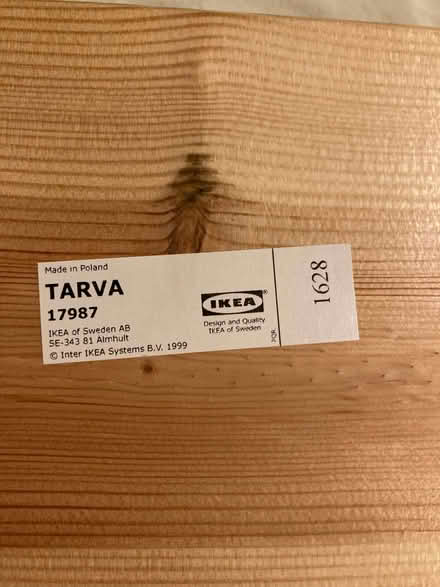 Made in Poland
TARVA
17987
IKEA of Sweden AB
SE-343 81 Älmhult
© Inter IKEA Systems B.V. 1999
IKEA®
Design and Quality
IKEA of Sweden
PQR
1628